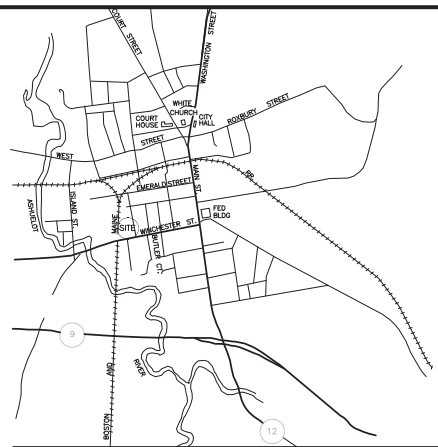 COURT STREET
WASHINGTON STREET
WHITE CHURCH
COURT HOUSE
CITY HALL
ROXBURY STREET
WEST STREET
EMERALD STREET
MAIN ST.
RR
ISLAND ST.
ASHUELOT RIVER
SITE
WINCHESTER ST.
FED BLDG
BUTLER CT.
BOSTON AND MAINE
9
12